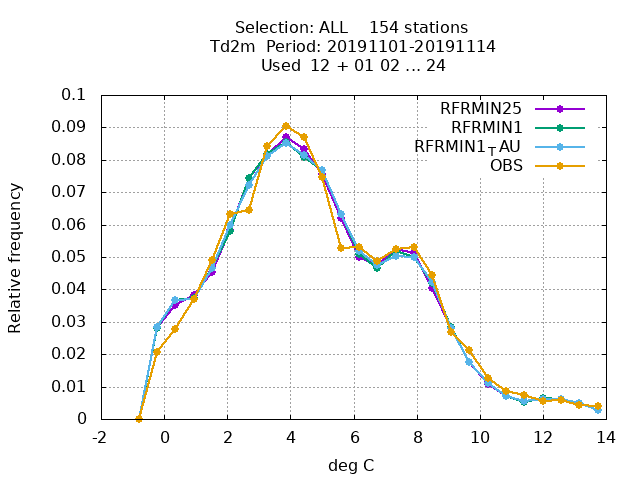 Selection: ALL    154 stations
Td2m  Period: 20191101-20191114
Used  12 + 01 02 ... 24
0.1
0.09
0.08
0.07
0.06
0.05
0.04
0.03
0.02
0.01
0
Relative frequency
RFRMIN25
RFRMIN1
RFRMIN1TAU
OBS
-2 0 2 4 6 8 10 12 14
deg C